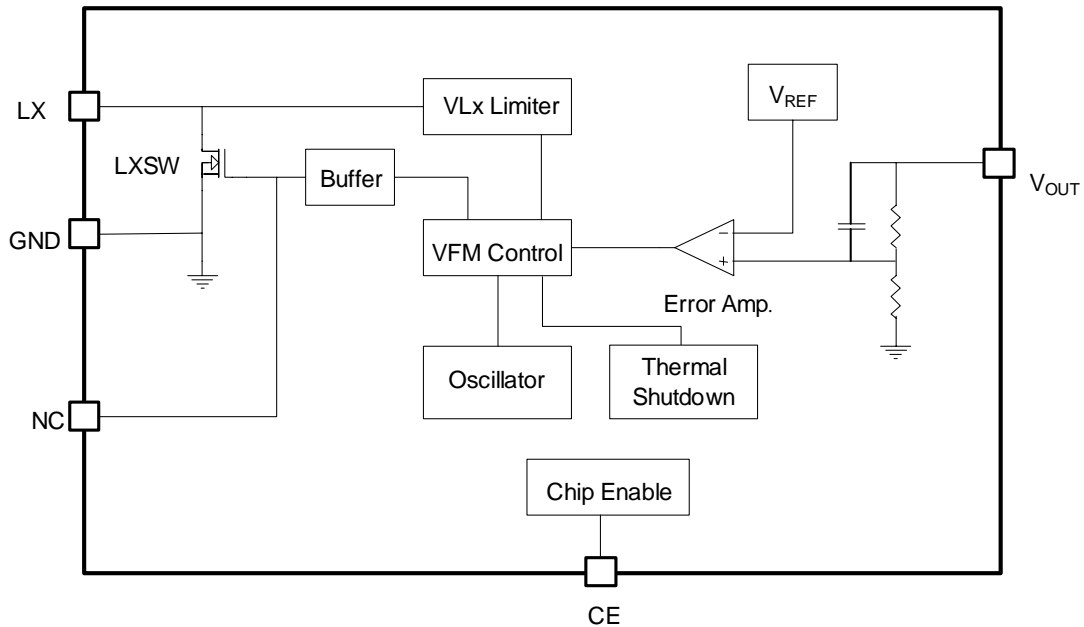 LX
VLx Limiter
VREF
LXSW
Buffer
VOUT
GND
VFM Control
−
+
Error Amp.
Oscillator
Thermal
Shutdown
NC
Chip Enable
CE